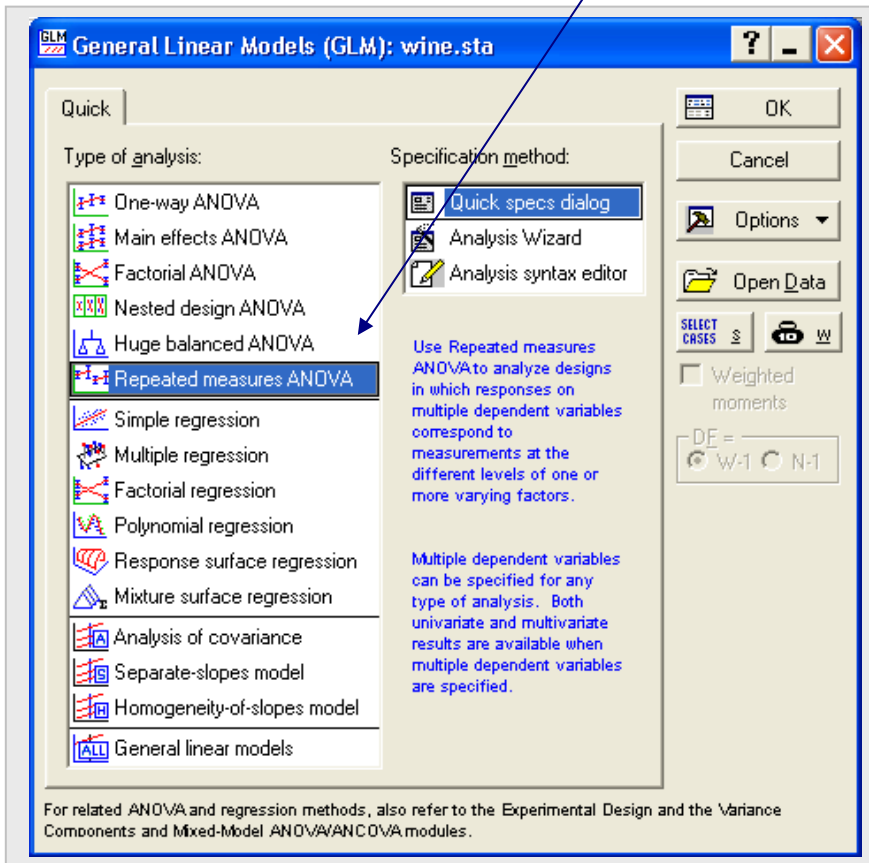 GLM General Linear Models (GLM): wine.sta
Quick
Type of analysis:
One-way ANOVA
Main effects ANOVA
Factorial ANOVA
Nested design ANOVA
Huge balanced ANOVA
Repeated measures ANOVA
Simple regression
Multiple regression
Factorial regression
Polynomial regression
Response surface regression
Mixture surface regression
Analysis of covariance
Separate-slopes model
Homogeneity-of-slopes model
ALL General linear models
Specification method:
Quick specs dialog
Analysis Wizard
Analysis syntax editor
Use Repeated measures
ANOVA to analyze designs
in which responses on
multiple dependent variables
correspond to
measurements at the
different levels of one or
more varying factors.
Multiple dependent variables
can be specified for any
type of analysis. Both
univariate and multivariate
results are available when
multiple dependent variables
are specified.
OK
Cancel
Options
Open Data
SELECT
CASES S
W
Weighted
moments
DF =
W-1 N-1
For related ANOVA and regression methods, also refer to the Experimental Design and the Variance
Components and Mixed-Model ANOVA/ANCOVA modules.